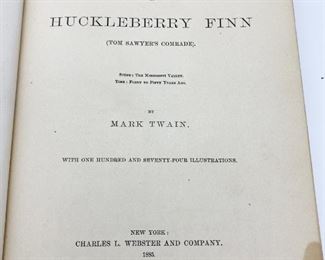 HUCKLEBERRY FINN
(TOM SAWYER'S COMRADE).
SCENE: THE MISSISSIPPI VALLEY.
TIME: FORTY TO FIFTY YEARS AGO.
BY
MARK TWAIN.
WITH ONE HUNDRED AND SEVENTY-FOUR ILLUSTRATIONS.
NEW YORK:
CHARLES L. WEBSTER AND COMPANY.
1885.